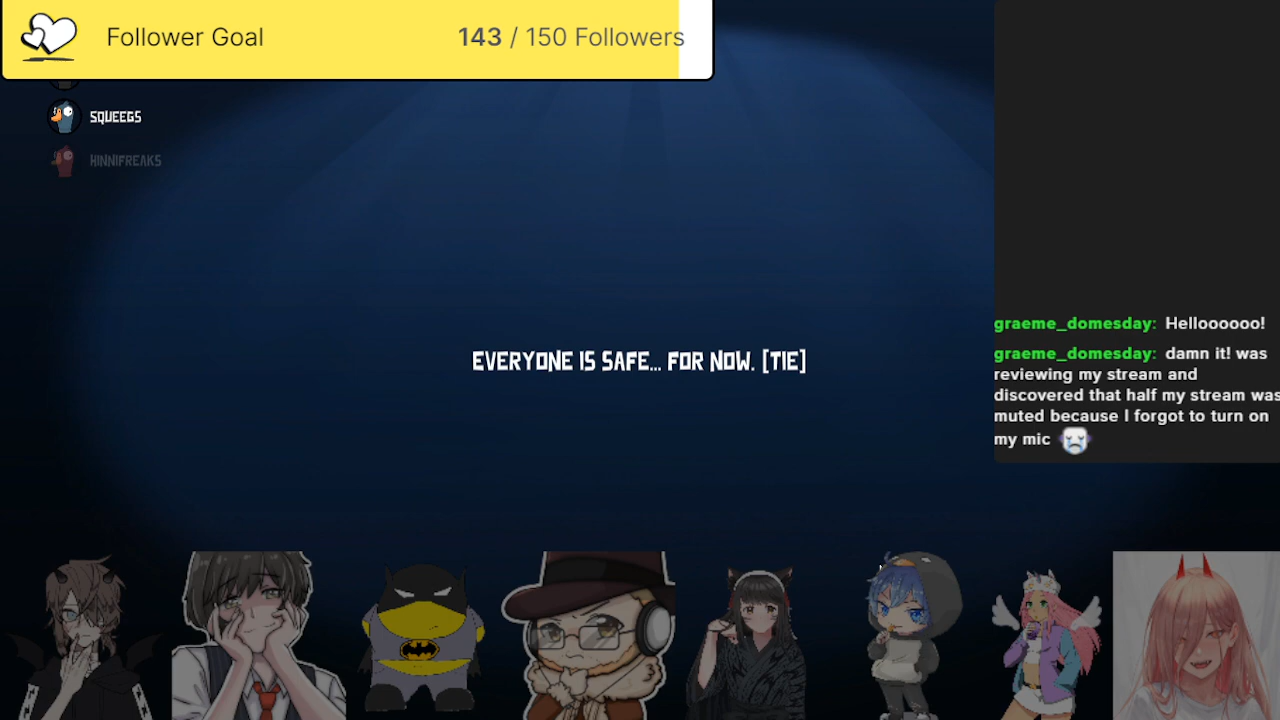 Follower Goal
143 / 150 Followers
SQUEEGS
HINNIFREAKS
EVERYONE IS SAFE... FOR NOW. [TIE]
graeme_domesday: Helloooooo!
graeme_domesday: damn it! was
reviewing my stream and
discovered that half my stream was
muted because I forgot to turn on
my mic